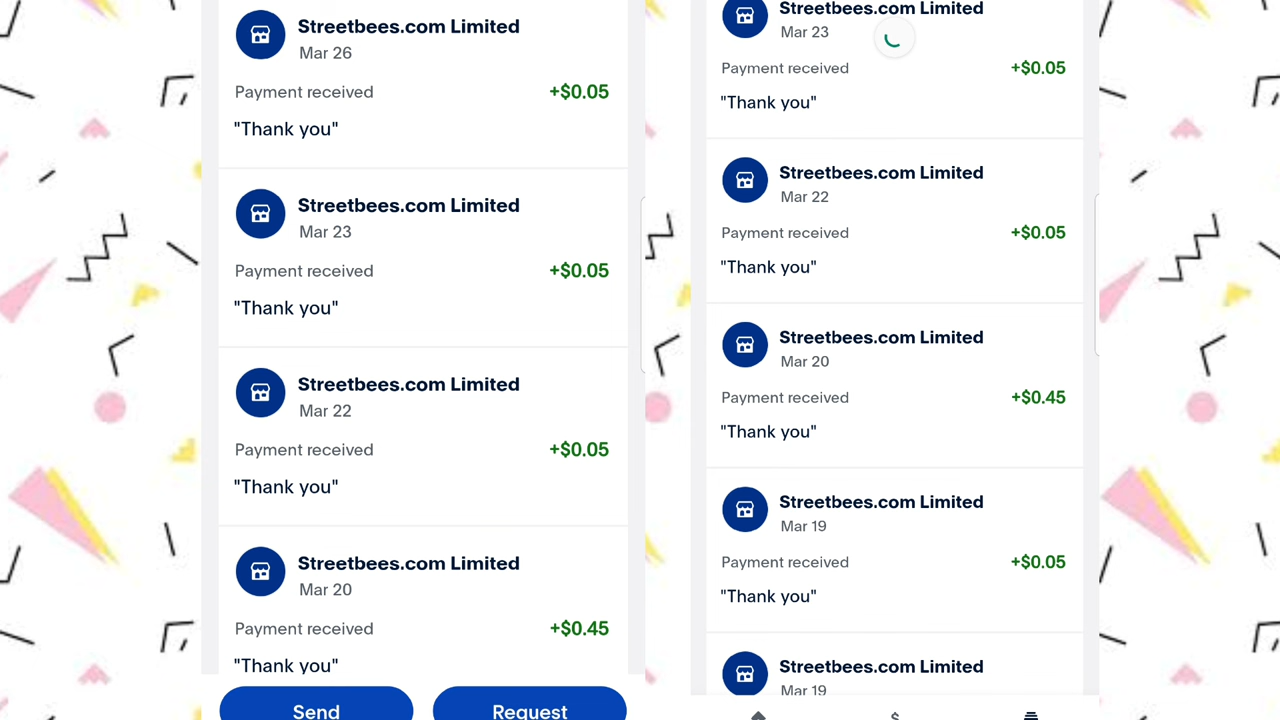 Streetbees.com Limited
Mar 26
Payment received +$0.05
"Thank you"
Streetbees.com Limited
Mar 23
Payment received +$0.05
"Thank you"
Streetbees.com Limited
Mar 22
Payment received +$0.05
"Thank you"
Streetbees.com Limited
Mar 20
Payment received +$0.45
"Thank you"
Send Request
Streetbees.com Limited
Mar 23
Payment received +$0.05
"Thank you"
Streetbees.com Limited
Mar 22
Payment received +$0.05
"Thank you"
Streetbees.com Limited
Mar 20
Payment received +$0.45
"Thank you"
Streetbees.com Limited
Mar 19
Payment received +$0.05
"Thank you"
Streetbees.com Limited
Mar 19
$